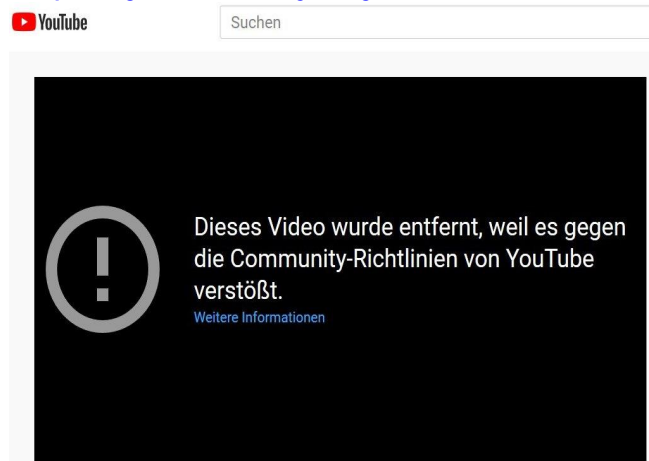 YouTube
Suchen
Dieses Video wurde entfernt, weil es gegen
die Community-Richtlinien von YouTube
verstößt.
Weitere Informationen